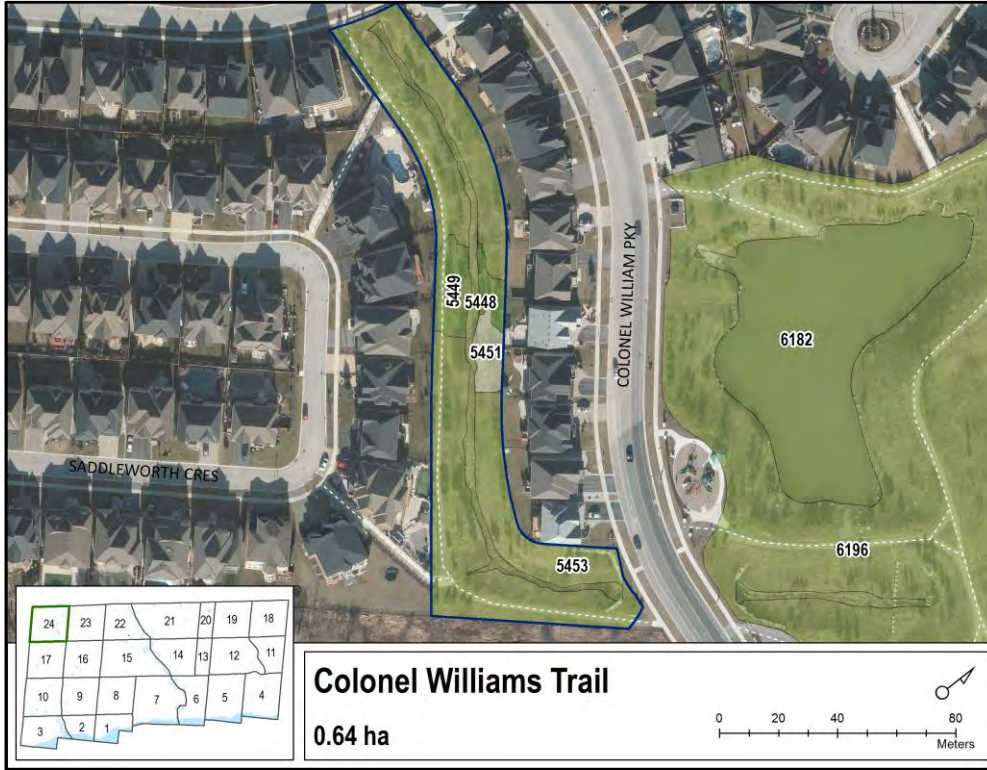 COLONEL WILLIAM PKY
5449
5448
5451
6182
SADDLEWORTH CRES
5453
6196
24 23 22 21 20 19 18
17 16 15 14 13 12 11
10 9 8 7 6 5 4
3 2 1
Colonel Williams Trail
0.64 ha
0 20 40 80
Meters